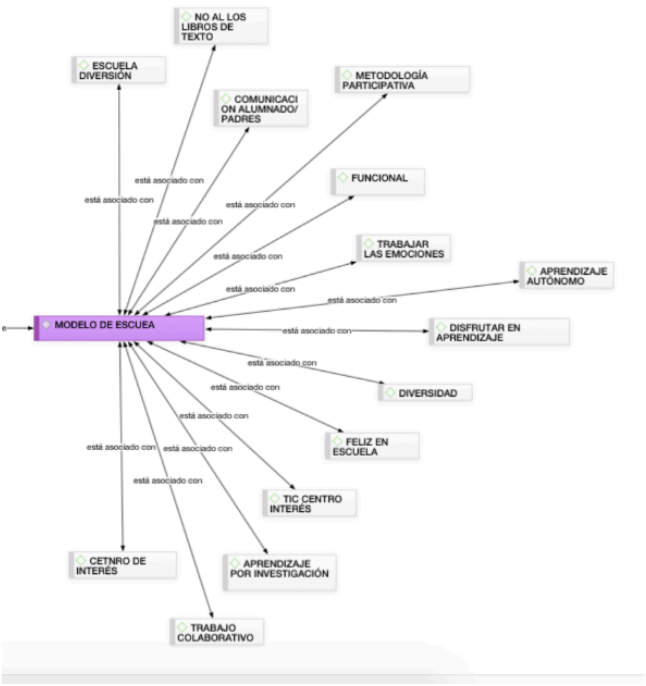 NO AL LOS
LIBROS DE
TEXTO
ESCUELA
DIVERSIÓN
METODOLOGÍA
PARTICIPATIVA
COMUNICACI
ON ALUMNADO/
PADRES
FUNCIONAL
está asociado con
está asociado con
está asociado con
está asociado con
TRABAJAR
LAS EMOCIONES
está asociado con
APRENDIZAJE
AUTÓNOMO
está asociado con
está asociado con
e
MODELO DE ESCUEA
está asociado con
DISFRUTAR EN
APRENDIZAJE
está asociado con
está asociado con
DIVERSIDAD
está asociado con
FELIZ EN
ESCUELA
está asociado con
está asociado con
está asociado con
TIC CENTRO
INTERÉS
CETNRO DE
INTERÉS
APRENDIZAJE
POR INVESTIGACIÓN
TRABAJO
COLABORATIVO